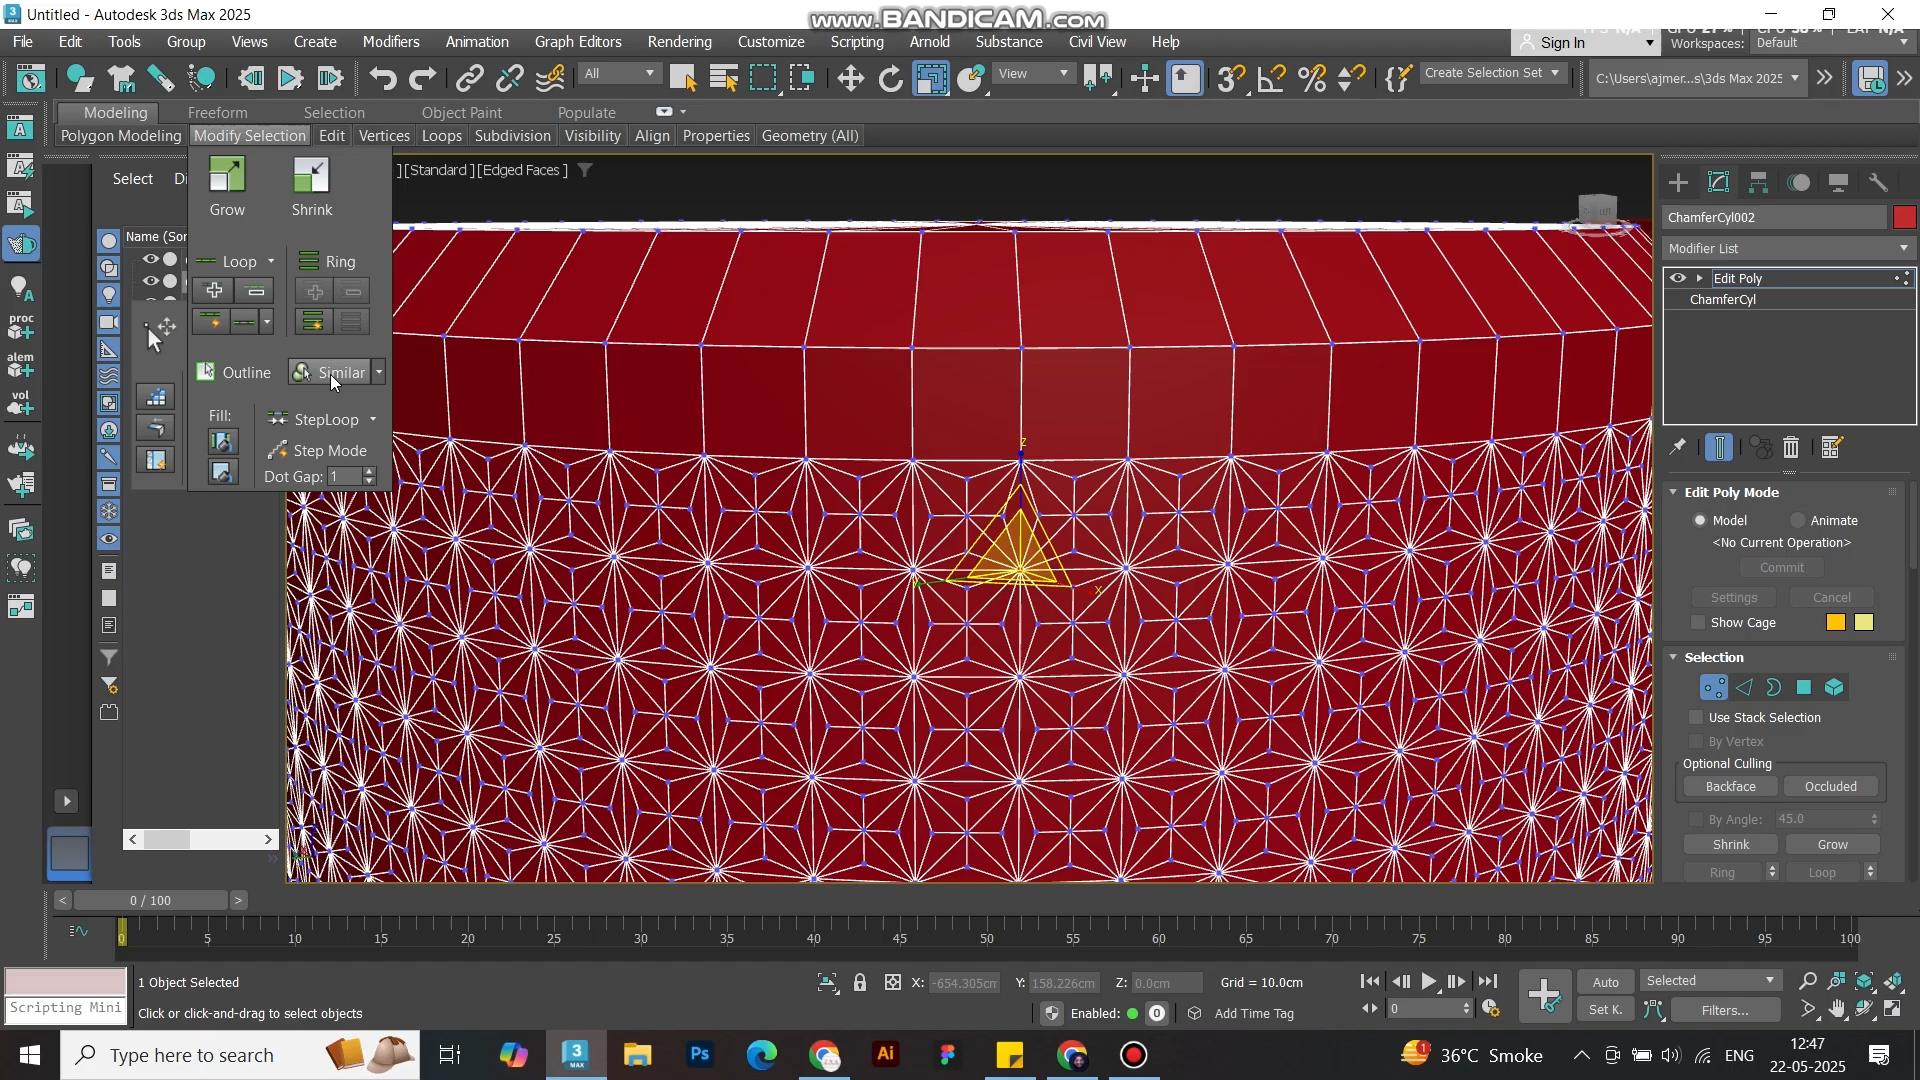 Untitled - Autodesk 3ds Max 2025
www.BANDICAM.com
File Edit Tools Group Views Create Modifiers Animation Graph Editors Rendering Customize Scripting Arnold Substance Civil View Help
Sign In
Workspaces: Default
All
View
Create Selection Set
C:\Users\ajmer...s\3ds Max 2025
Modeling Freeform Selection Object Paint Populate
Polygon Modeling Modify Selection Edit Vertices Loops Subdivision Visibility Align Properties Geometry (All)
][Standard ][Edged Faces ]
Select
Grow Shrink
Name (Sor
Loop Ring
Outline Similar
Fill:
StepLoop
Step Mode
Dot Gap: 1
proc
alem
vol
z
x
LEFT
ChamferCyl002
Modifier List
Edit Poly
ChamferCyl
Edit Poly Mode
Model Animate
<No Current Operation>
Commit
Settings Cancel
Show Cage
Selection
Use Stack Selection
By Vertex
Optional Culling
Backface Occluded
By Angle: 45.0
Shrink Grow
Ring Loop
0 / 100
0 5 10 15 20 25 30 35 40 45 50 55 60 65 70 75 80 85 90 95 100
1 Object Selected
Click or click-and-drag to select objects
Scripting Mini
X: -654.305cm Y: 158.226cm Z: 0.0cm Grid = 10.0cm
Enabled: 0 Add Time Tag
Auto Selected
0 Set K. Filters...
Type here to search
36°C Smoke
ENG
12:47
22-05-2025